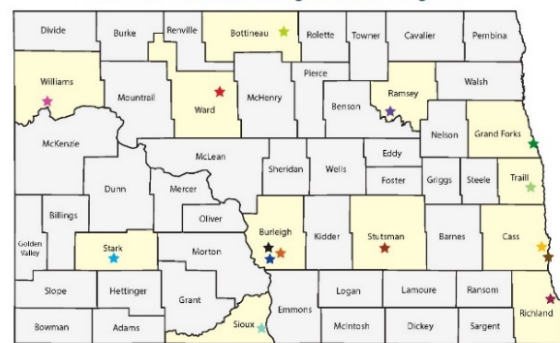 Divide
Burke
Renville
Bottineau
Rolette
Towner
Cavalier
Pembina
Williams
Mountrail
Ward
McHenry
Pierce
Benson
Ramsey
Walsh
McKenzie
Nelson
Grand Forks
McLean
Sheridan
Wells
Eddy
Foster
Griggs
Steele
Traill
Dunn
Mercer
Oliver
Billings
Golden
Valley
Stark
Morton
Burleigh
Kidder
Stutsman
Barnes
Cass
Slope
Hettinger
Grant
Sioux
Emmons
Logan
Lamoure
Ransom
Richland
Bowman
Adams
McIntosh
Dickey
Sargent